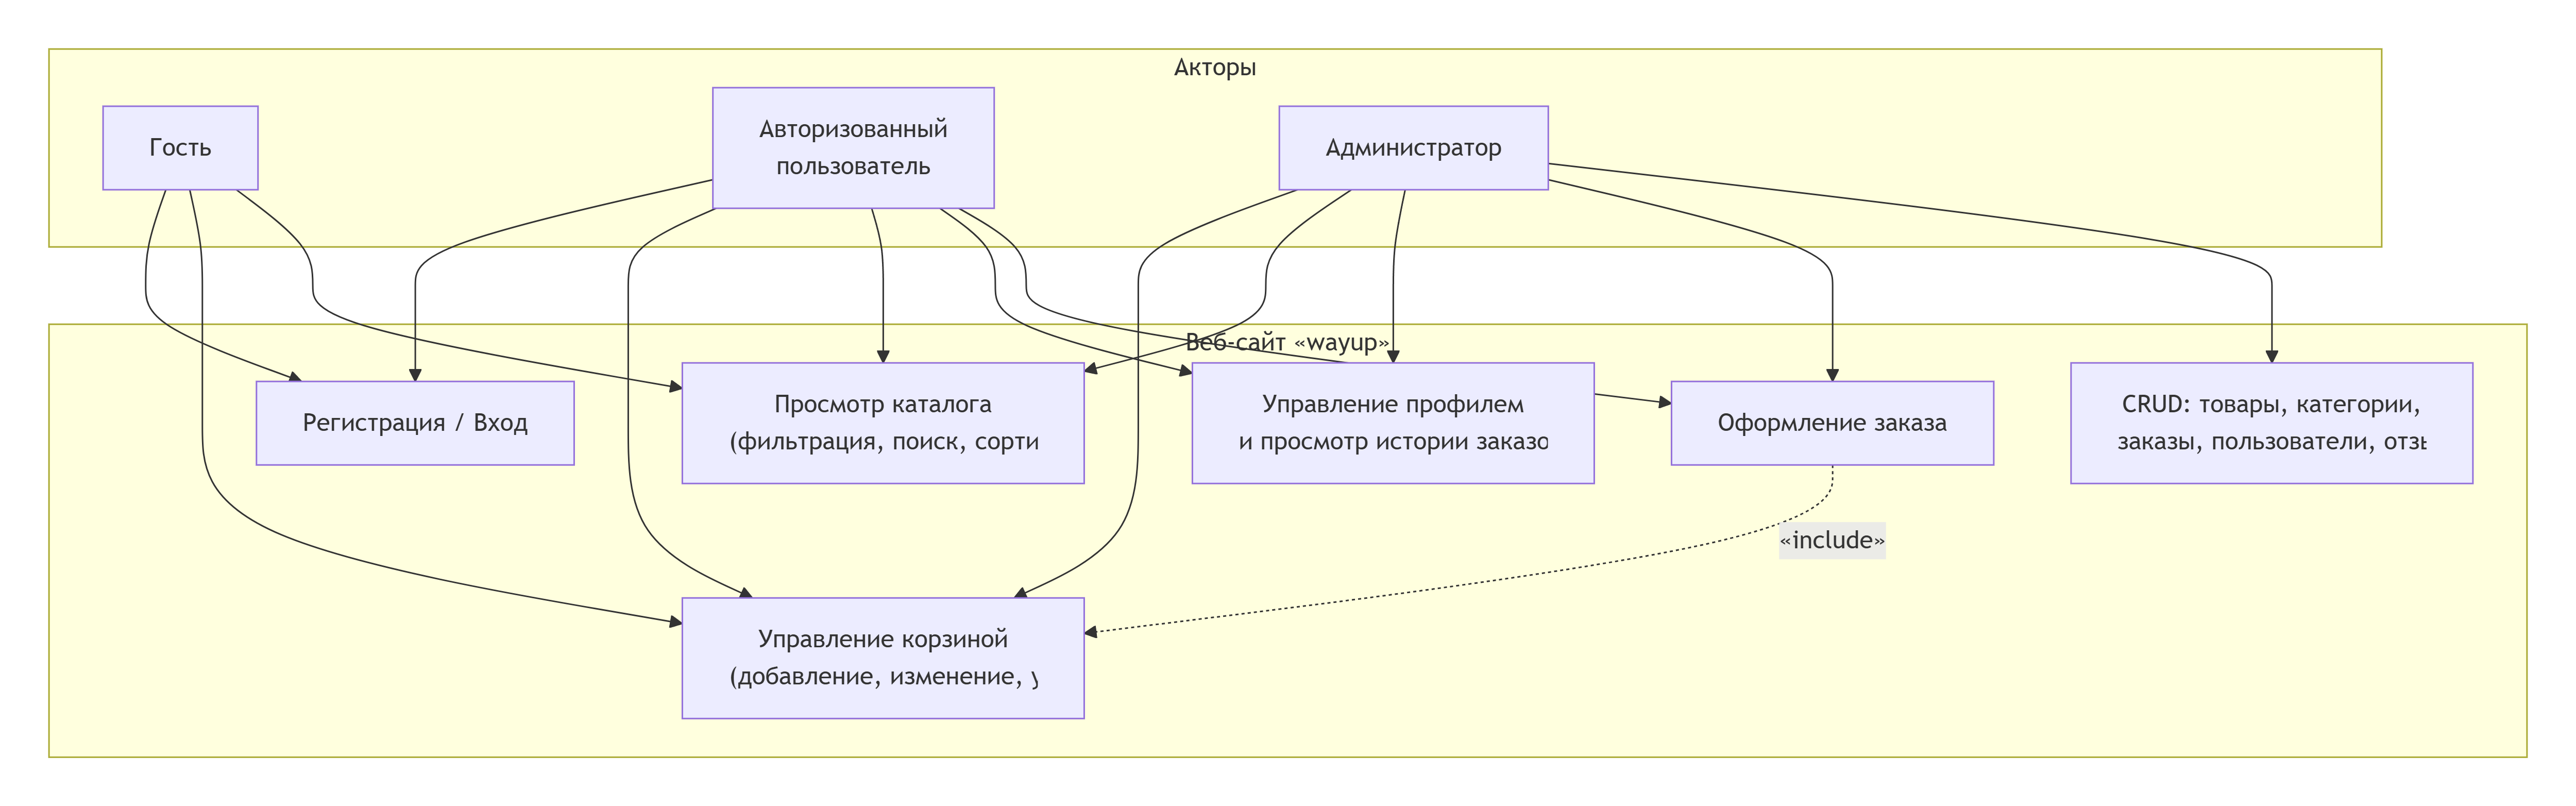 Акторы
Гость
Авторизованный
пользователь
Администратор
Веб-сайт «wayup»
Регистрация / Вход
Просмотр каталога
(фильтрация, поиск, сорти
Управление профилем
и просмотр истории заказо
Оформление заказа
CRUD: товары, категории,
заказы, пользователи, отзы
«include»
Управление корзиной
(добавление, изменение, у